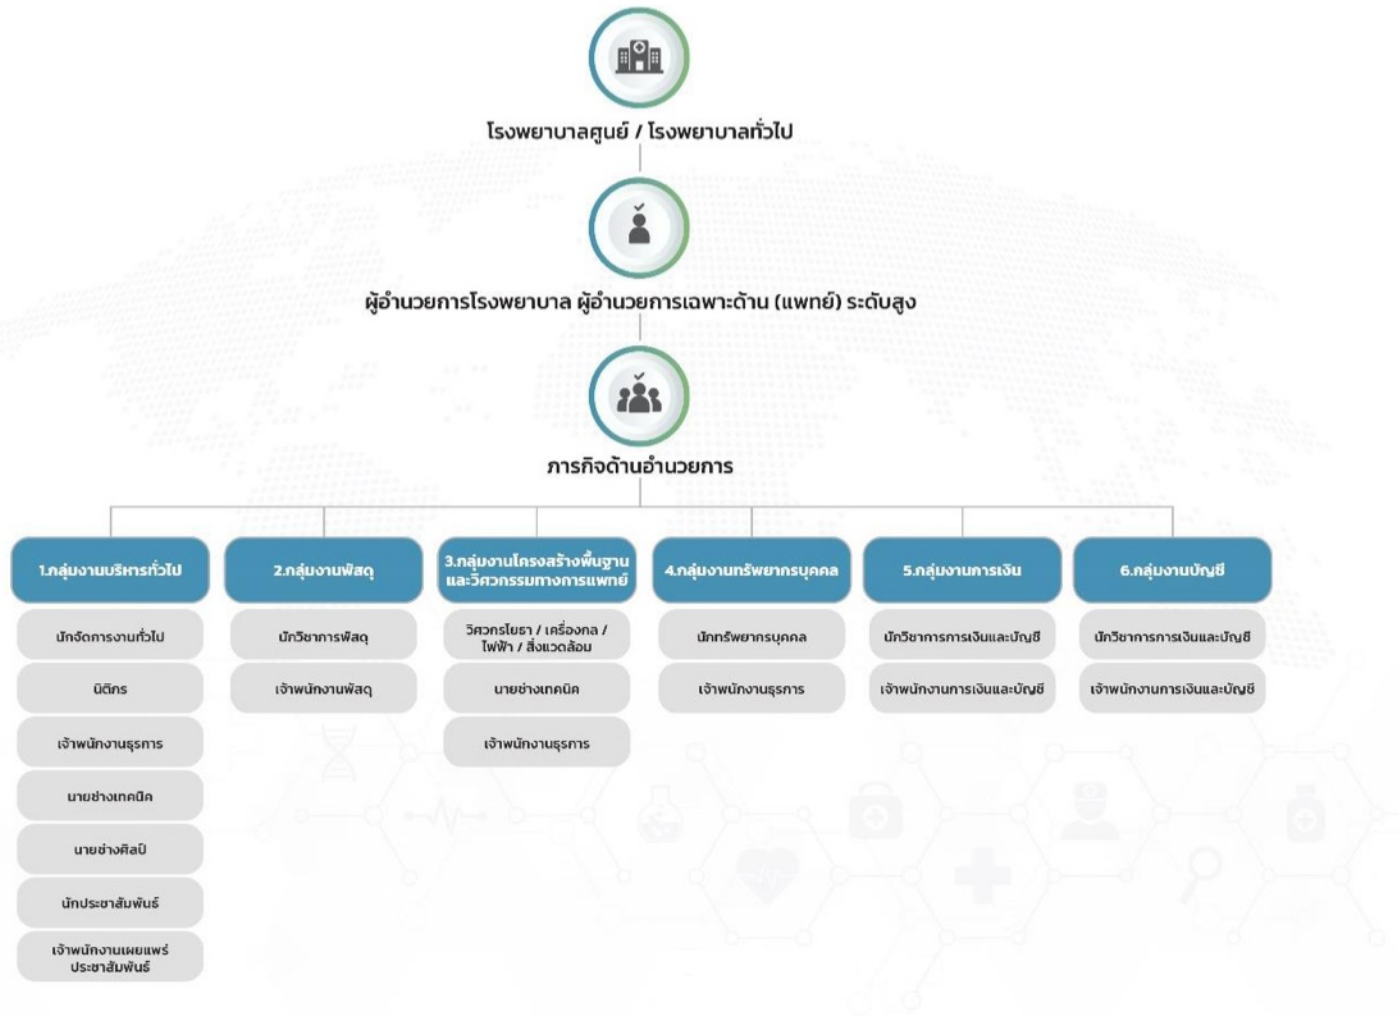 โรงพยาบาลศูนย์ / โรงพยาบาลทั่วไป
ผู้อำนวยการโรงพยาบาล ผู้อำนวยการเฉพาะด้าน (แพทย์) ระดับสูง
ภารกิจด้านอำนวยการ
1.กลุ่มงานบริหารทั่วไป
นักจัดการงานทั่วไป
นิติกร
เจ้าพนักงานธุรการ
นายช่างเทคนิค
นายช่างศิลป์
นักประชาสัมพันธ์
เจ้าพนักงานเผยแพร่
ประชาสัมพันธ์
2.กลุ่มงานพัสดุ
นักวิชาการพัสดุ
เจ้าพนักงานพัสดุ
3.กลุ่มงานโครงสร้างพื้นฐาน
และวิศวกรรมทางการแพทย์
วิศวกรโยธา / เครื่องกล /
ไฟฟ้า / สิ่งแวดล้อม
นายช่างเทคนิค
เจ้าพนักงานธุรการ
4.กลุ่มงานทรัพยากรบุคคล
นักทรัพยากรบุคคล
เจ้าพนักงานธุรการ
5.กลุ่มงานการเงิน
นักวิชาการการเงินและบัญชี
เจ้าพนักงานการเงินและบัญชี
6.กลุ่มงานบัญชี
นักวิชาการการเงินและบัญชี
เจ้าพนักงานการเงินและบัญชี